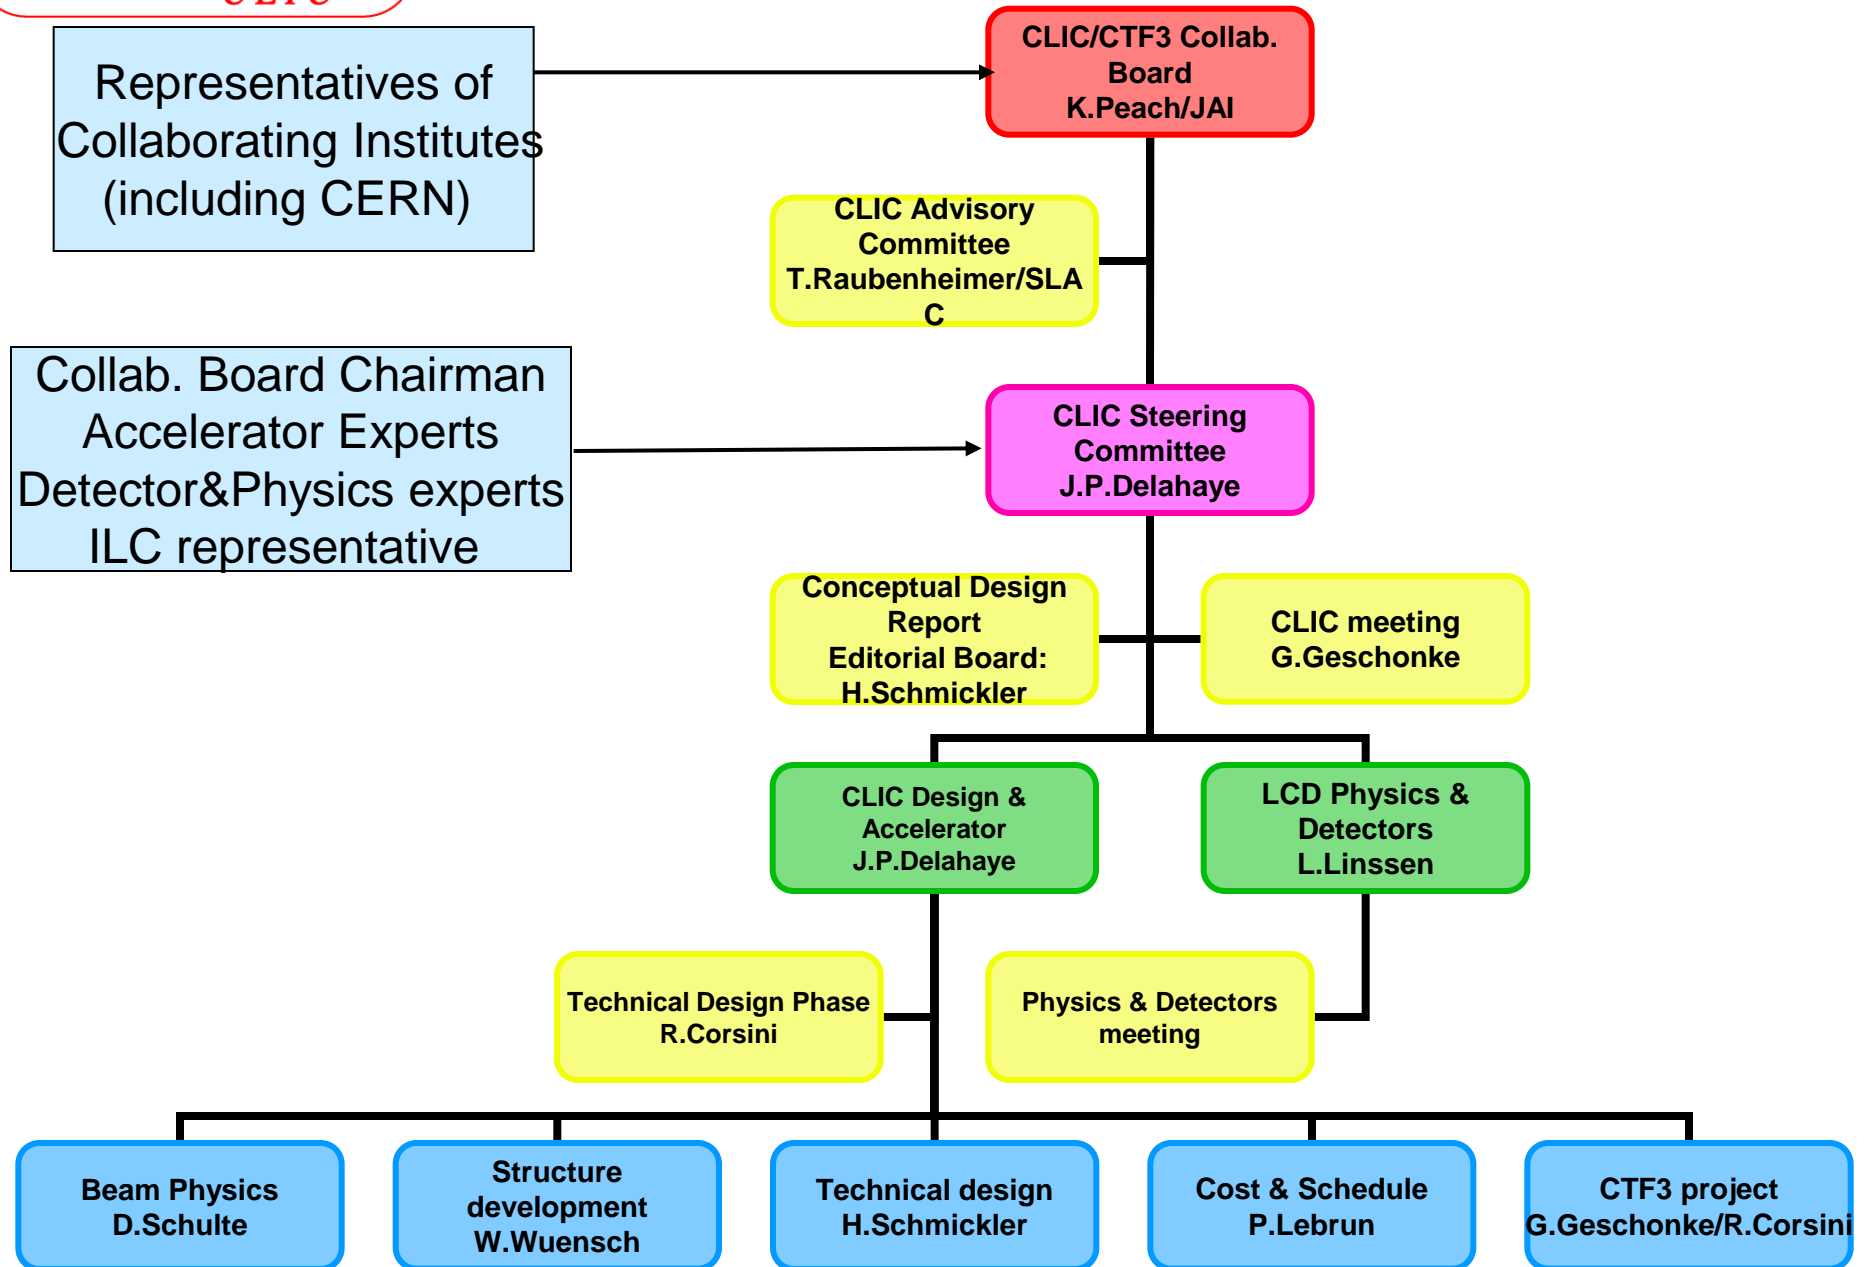 CLIC/CTF3 Collab.
Board
K.Peach/JAI
Representatives of
Collaborating Institutes
(including CERN)
CLIC Advisory
Committee
T.Raubenheimer/SLA
C
Collab. Board Chairman
Accelerator Experts
Detector&Physics experts
ILC representative
CLIC Steering
Committee
J.P.Delahaye
Conceptual Design
Report
Editorial Board:
H.Schmickler
CLIC meeting
G.Geschonke
CLIC Design &
Accelerator
J.P.Delahaye
LCD Physics &
Detectors
L.Linssen
Technical Design Phase
R.Corsini
Physics & Detectors
meeting
Beam Physics
D.Schulte
Structure
development
W.Wuensch
Technical design
H.Schmickler
Cost & Schedule
P.Lebrun
CTF3 project
G.Geschonke/R.Corsini